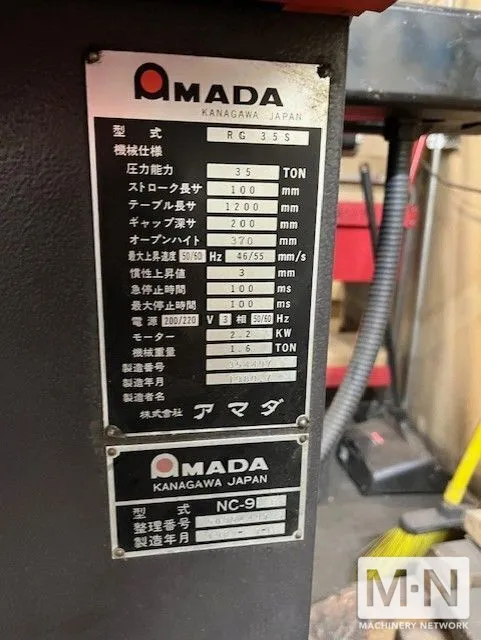 AMADA
KANAGAWA JAPAN
型式 RG 35S
機械仕様
圧力能力 35 TON
ストローク長サ 100 mm
テーブル長サ 1200 mm
ギャップ深サ 200 mm
オープンハイト 370 mm
最大上昇速度 50/60 Hz 46/55 mm/s
慣性上昇値 3 mm
急停止時間 100 ms
最大停止時間 100 ms
電源 200/220 V 3 相 50/60 Hz
モーター 2.2 KW
機械重量 1.6 TON
製造番号
製造年月
製造者名
株式会社 アマダ
AMADA
KANAGAWA JAPAN
型式 NC-9
整理番号
製造年月
M·N
MACHINERY NETWORK